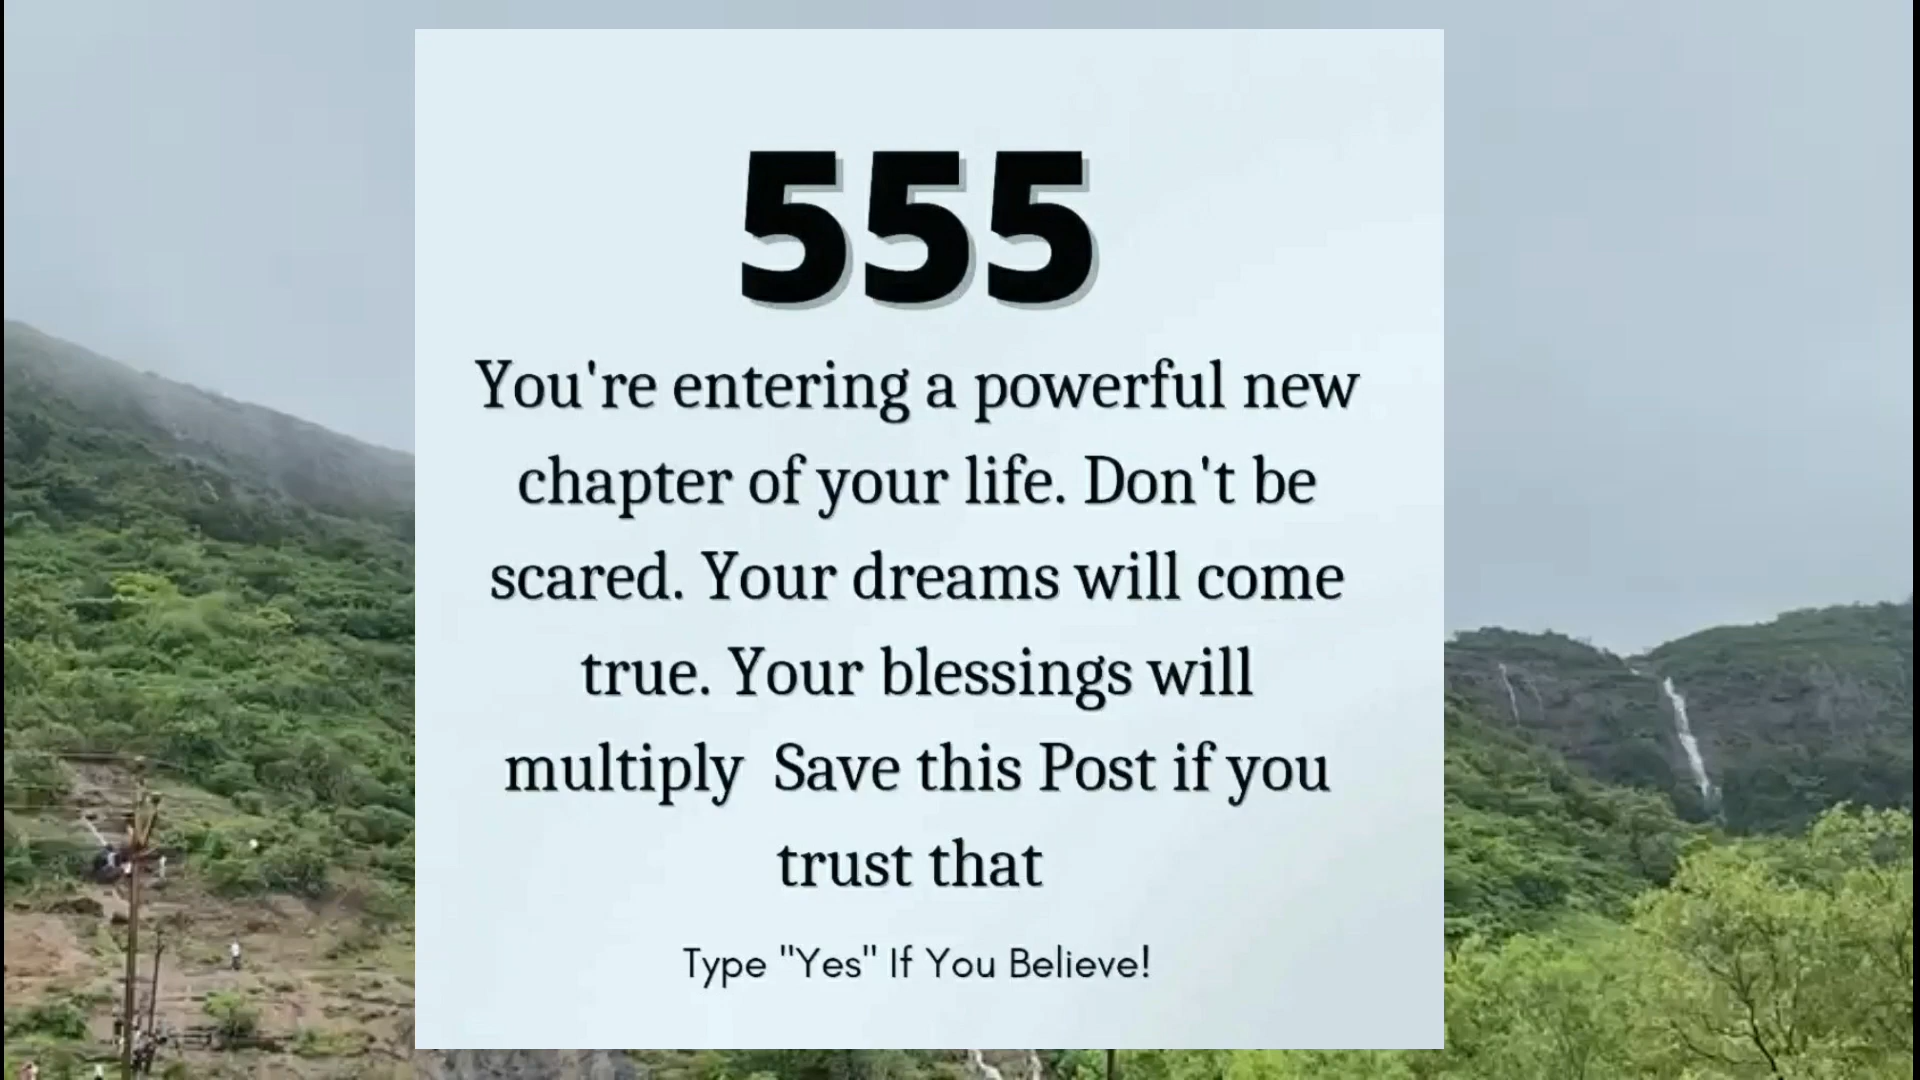 555
You're entering a powerful new
chapter of your life. Don't be
scared. Your dreams will come
true. Your blessings will
multiply  Save this Post if you
trust that
Type "Yes" If You Believe!